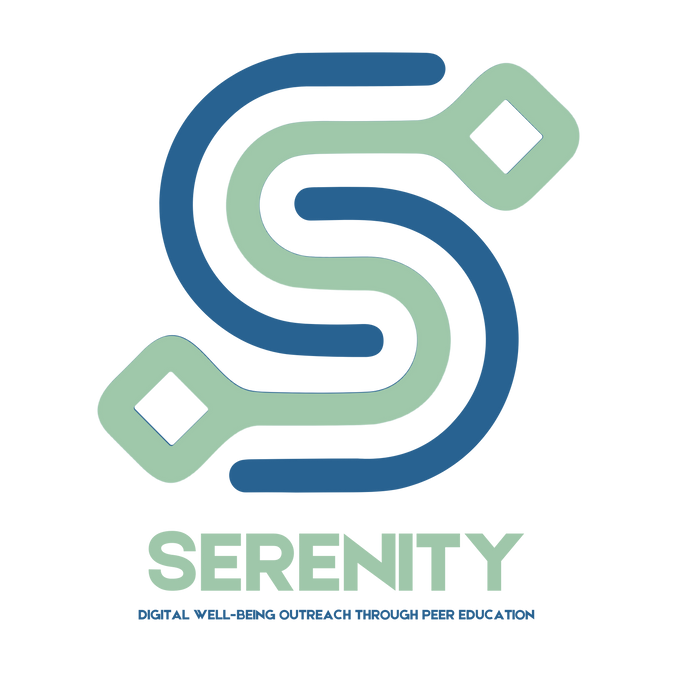 SERENITY
DIGITAL WELL-BEING OUTREACH THROUGH PEER EDUCATION